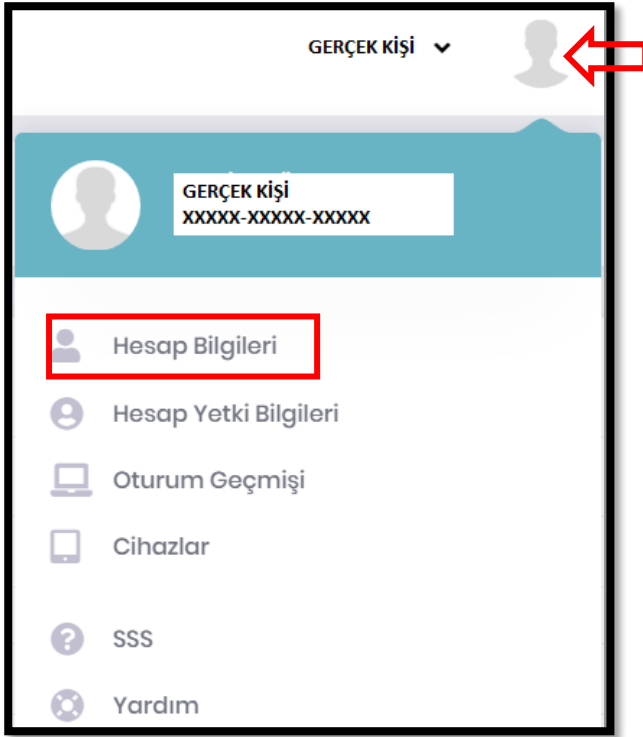 GERÇEK KİŞİ
GERÇEK KİŞİ
XXXXX-XXXXX-XXXXX
Hesap Bilgileri
Hesap Yetki Bilgileri
Oturum Geçmişi
Cihazlar
SSS
Yardım